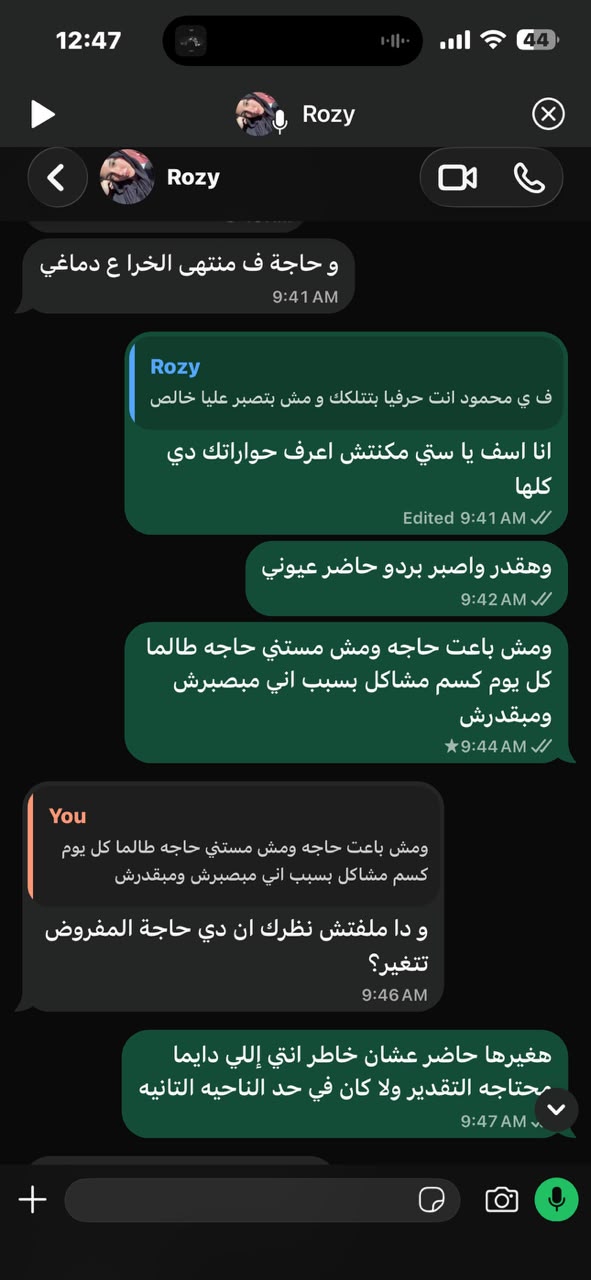 12:47
44
Rozy
Rozy
و حاجة ف منتهى الخرا ع دماغي
9:41 AM
Rozy
ف ي محمود انت حرفيا بتتلكك و مش بتصبر عليا خالص
انا اسف يا ستي مكنتش اعرف حواراتك دي
كلها
Edited 9:41 AM
وهقدر واصبر بردو حاضر عيوني
9:42 AM
ومش باعت حاجه ومش مستني حاجه طالما
كل يوم كسم مشاكل بسبب اني مبصبرش
ومبقدرش
9:44 AM
You
ومش باعت حاجه ومش مستني حاجه طالما كل يوم
كسم مشاكل بسبب اني مبصبرش ومبقدرش
و دا ملفتش نظرك ان دي حاجة المفروض
تتغير؟
9:46 AM
هغيرها حاضر عشان خاطر انتي إللي دايما
محتاجه التقدير ولا كان في حد الناحيه التانيه
9:47 AM